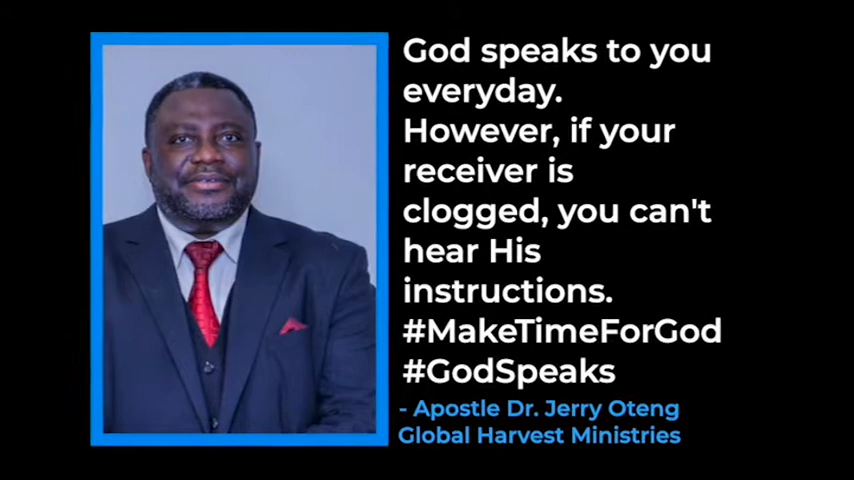 God speaks to you
everyday.
However, if your
receiver is
clogged, you can't
hear His
instructions.
#MakeTimeForGod
#GodSpeaks
- Apostle Dr. Jerry Oteng
Global Harvest Ministries